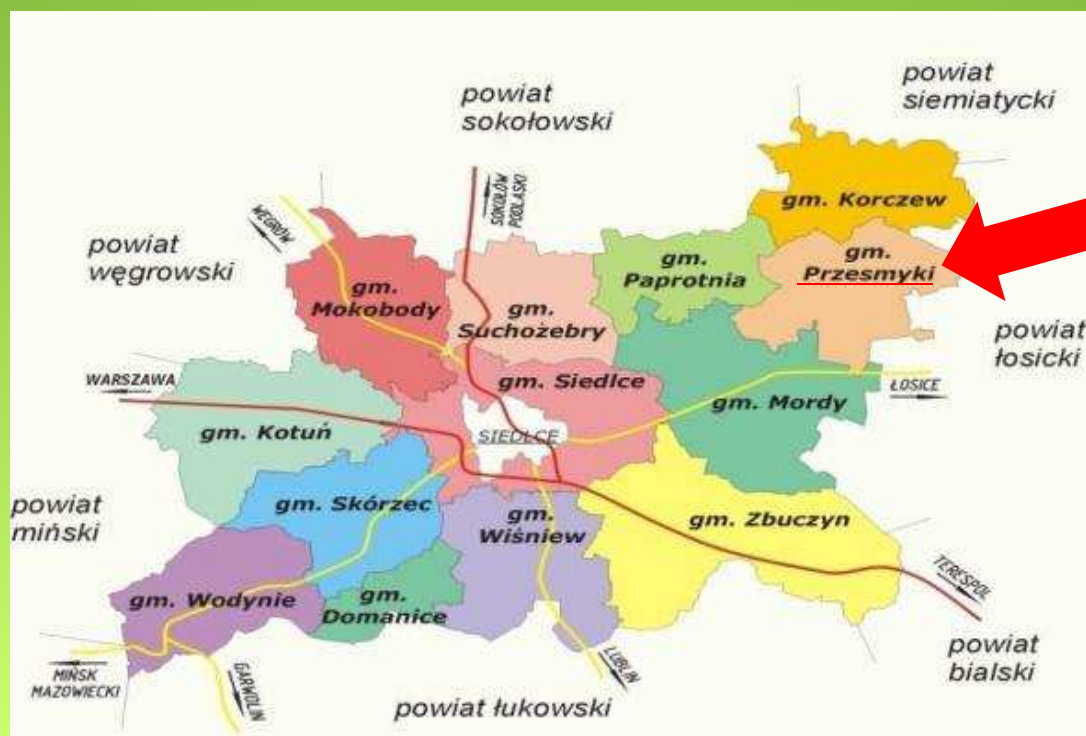 powiat
siemiatycki
powiat
sokołowski
SOKOŁÓW
PODLASKI
WĘGRÓW
gm. Korczew
powiat
węgrowski
gm.
Przesmyki
gm.
Paprotnia
gm.
Mokobody
gm.
Suchożebry
powiat
łosicki
WARSZAWA
gm. Siedlce
ŁOSICE
gm. Mordy
gm. Kotuń
SIEDLCE
gm. Skórzec
powiat
miński
gm.
Wiśniew
gm. Zbuczyn
TERESPOL
gm. Wodynie
gm.
Domanice
powiat
bialski
MIŃSK
MAZOWIECKI
GARWOLIN
LUBLIN
powiat łukowski